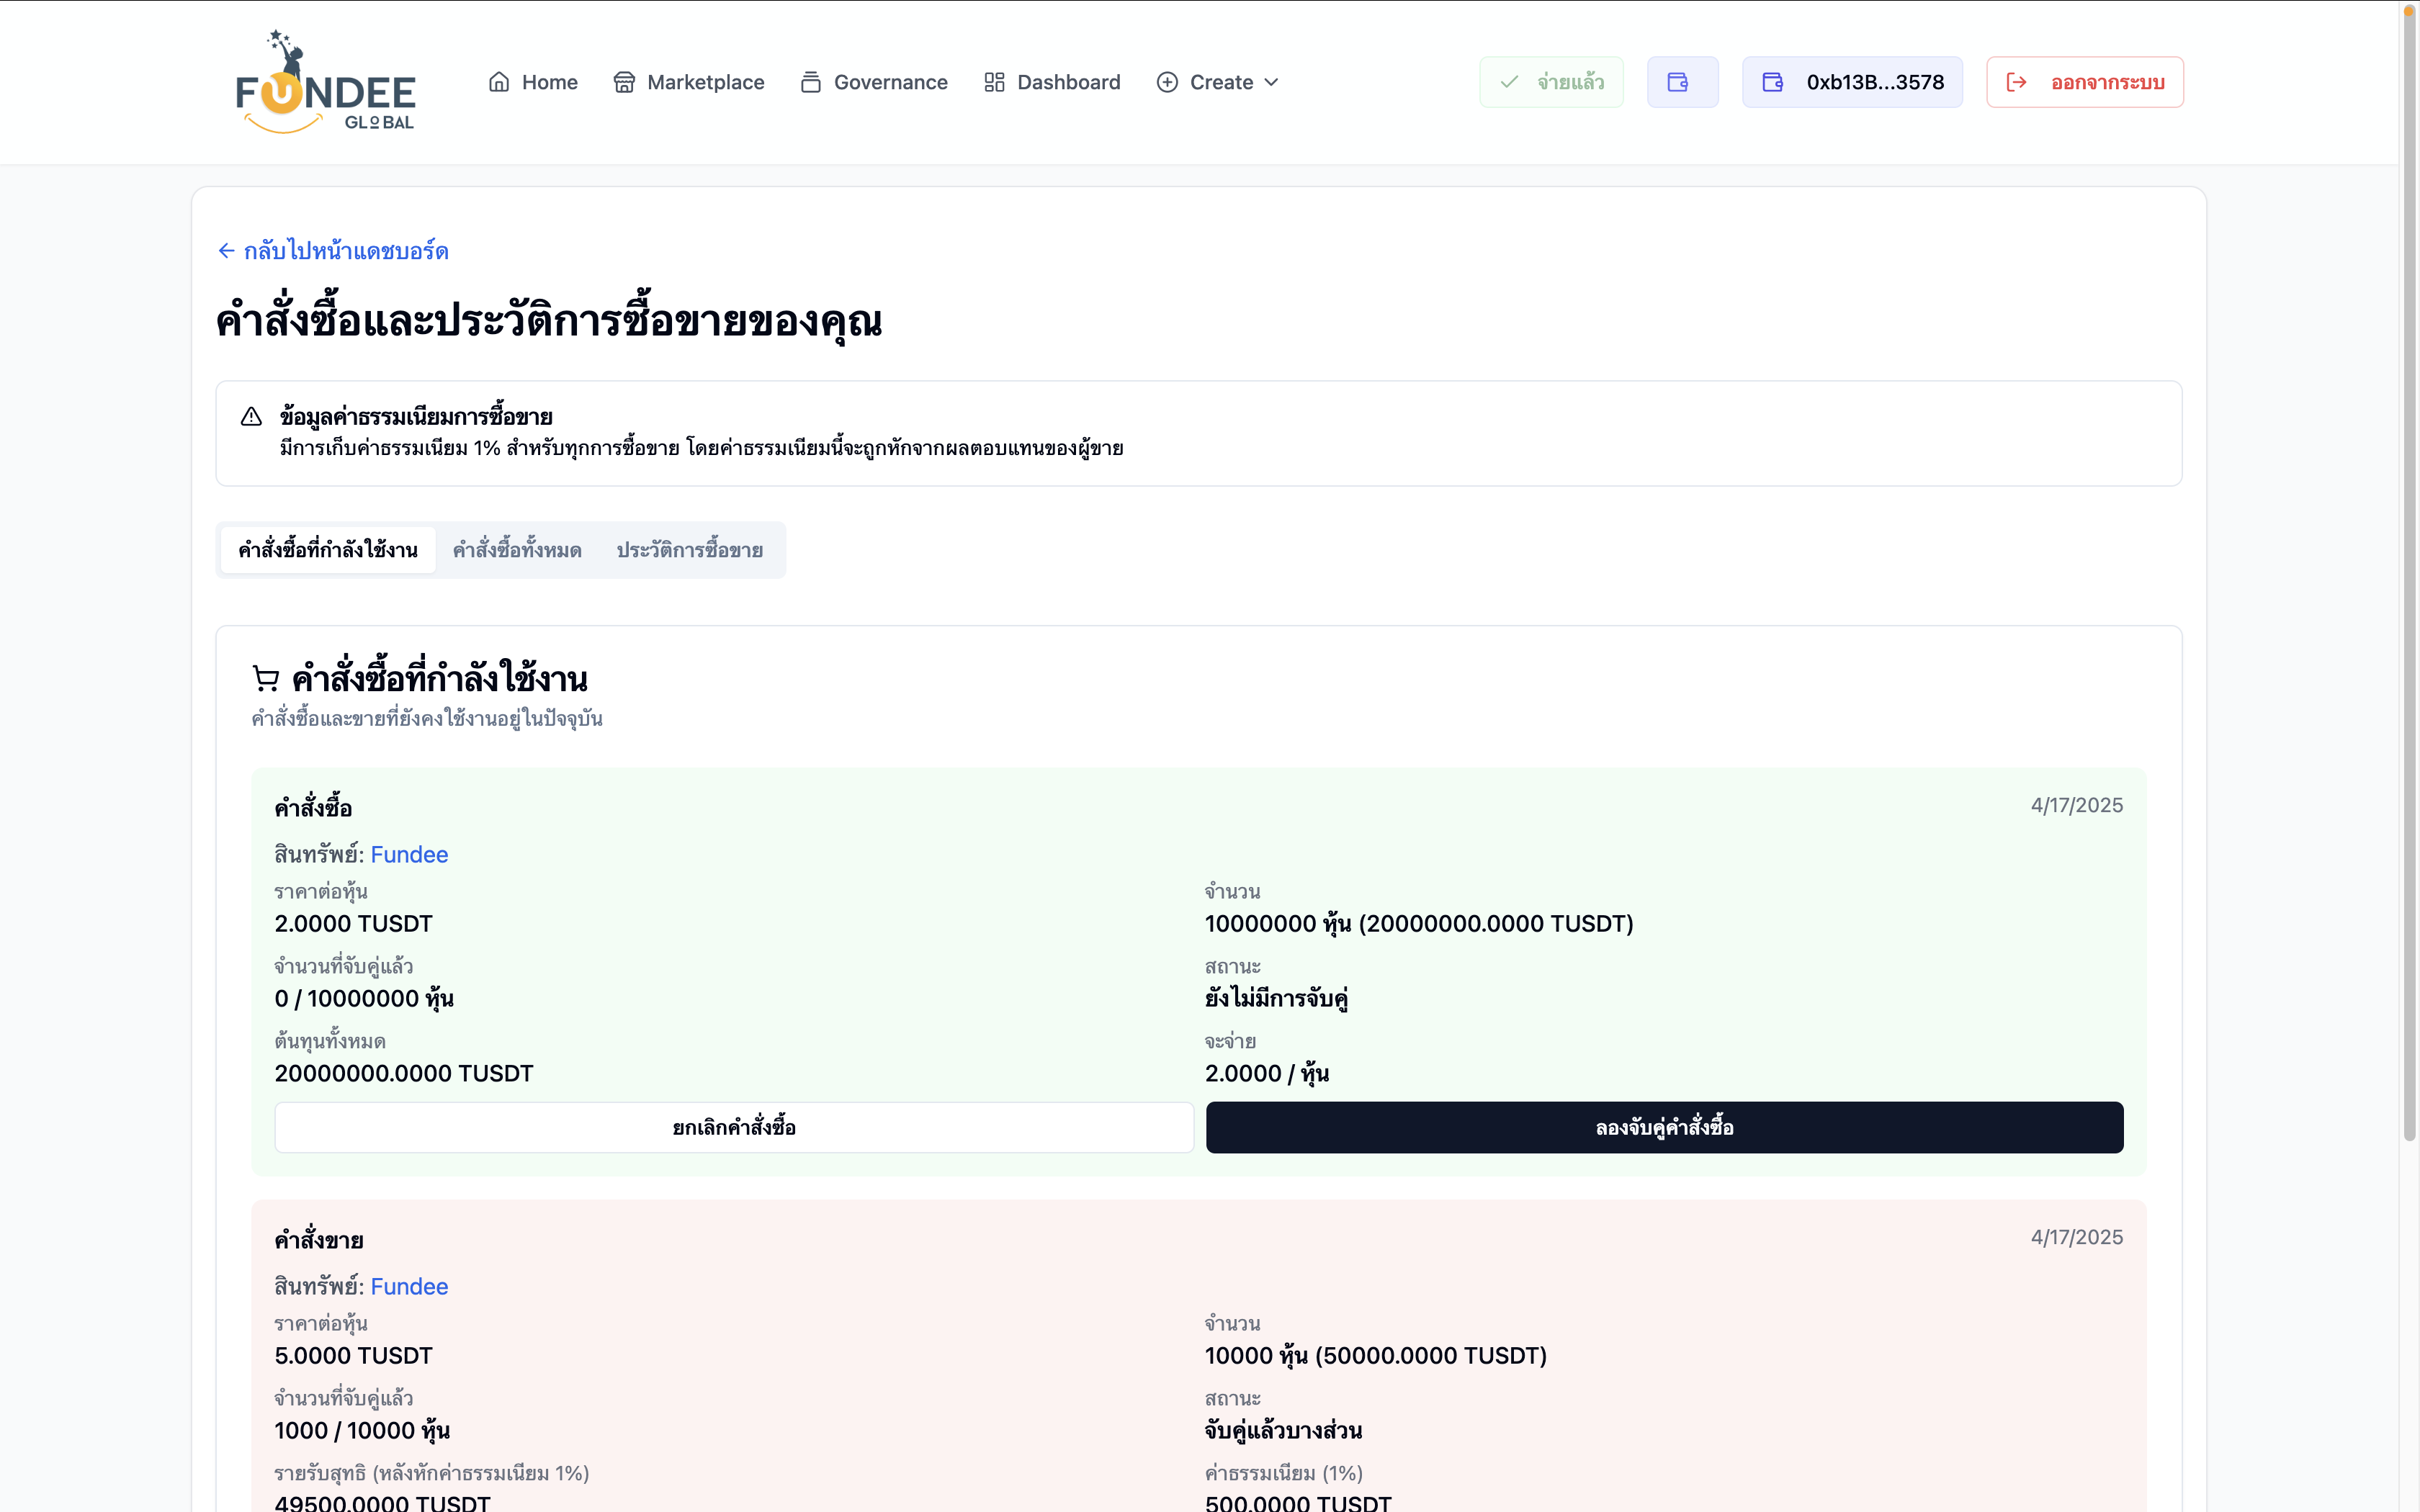 FUNDEE
GLOBAL
Home
Marketplace
Governance
Dashboard
Create
จ่ายแล้ว
0xb13B...3578
ออกจากระบบ
กลับไปหน้าแดชบอร์ด
คำสั่งซื้อและประวัติการซื้อขายของคุณ
ข้อมูลค่าธรรมเนียมการซื้อขาย
มีการเก็บค่าธรรมเนียม 1% สำหรับทุกการซื้อขาย โดยค่าธรรมเนียมนี้จะถูกหักจากผลตอบแทนของผู้ขาย
คำสั่งซื้อที่กำลังใช้งาน
คำสั่งซื้อทั้งหมด
ประวัติการซื้อขาย
คำสั่งซื้อที่กำลังใช้งาน
คำสั่งซื้อและขายที่ยังคงใช้งานอยู่ในปัจจุบัน
คำสั่งซื้อ
4/17/2025
สินทรัพย์: Fundee
ราคาต่อหุ้น
2.0000 TUSDT
จำนวน
10000000 หุ้น (20000000.0000 TUSDT)
จำนวนที่จับคู่แล้ว
0 / 10000000 หุ้น
สถานะ
ยังไม่มีการจับคู่
ต้นทุนทั้งหมด
20000000.0000 TUSDT
จะจ่าย
2.0000 / หุ้น
ยกเลิกคำสั่งซื้อ
ลองจับคู่คำสั่งซื้อ
คำสั่งขาย
4/17/2025
สินทรัพย์: Fundee
ราคาต่อหุ้น
5.0000 TUSDT
จำนวน
10000 หุ้น (50000.0000 TUSDT)
จำนวนที่จับคู่แล้ว
1000 / 10000 หุ้น
สถานะ
จับคู่แล้วบางส่วน
รายรับสุทธิ (หลังหักค่าธรรมเนียม 1%)
49500.0000 TUSDT
ค่าธรรมเนียม (1%)
500.0000 TUSDT